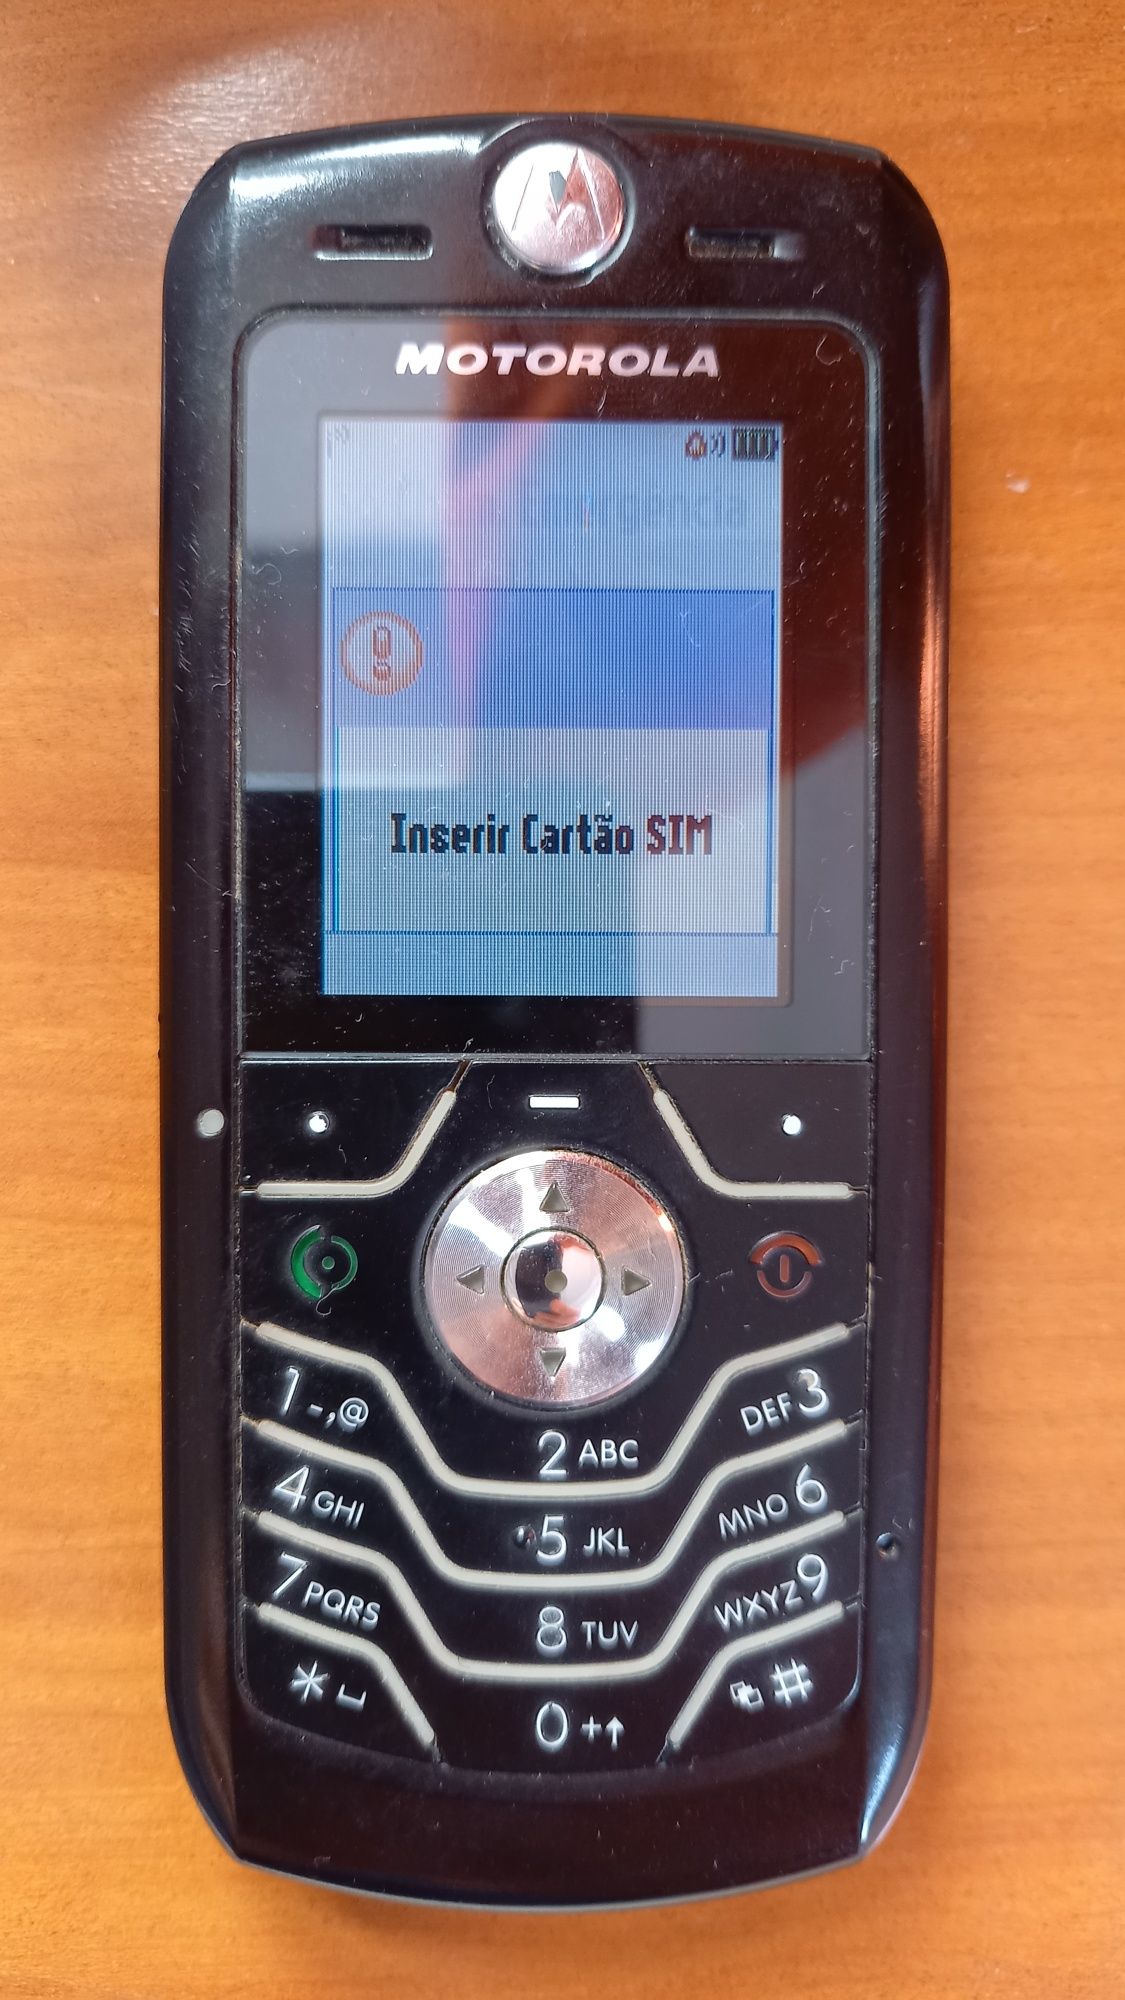 MOTOROLA
Inserir Cartão SIM
1 -,@
2 ABC
DEF 3
4 GHI
5 JKL
MNO 6
7 PQRS
8 TUV
WXYZ 9
* ⎵
0 +↑
#